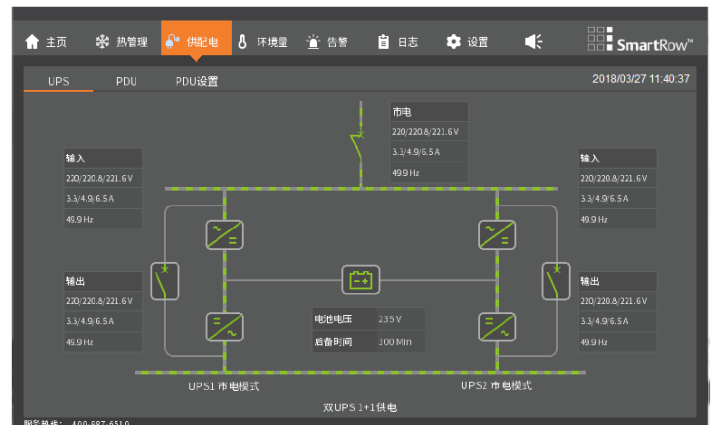 主页 热管理 供配电 环境量 告警 日志 设置 SmartRow™
UPS PDU PDU设置 2018/03/27 11:40:37
市电
220/220.8/221.6 V
3.3/4.9/6.5 A
49.9 Hz
输入
220/220.8/221.6 V
3.3/4.9/6.5 A
49.9 Hz
输入
220/220.8/221.6 V
3.3/4.9/6.5 A
49.9 Hz
输出
220/220.8/221.6 V
3.3/4.9/6.5 A
49.9 Hz
电池电压 235 V
后备时间 300 Min
输出
220/220.8/221.6 V
3.3/4.9/6.5 A
49.9 Hz
UPS1 市电模式 UPS2 市电模式
双UPS 1+1供电
服务热线： 400-887-6510